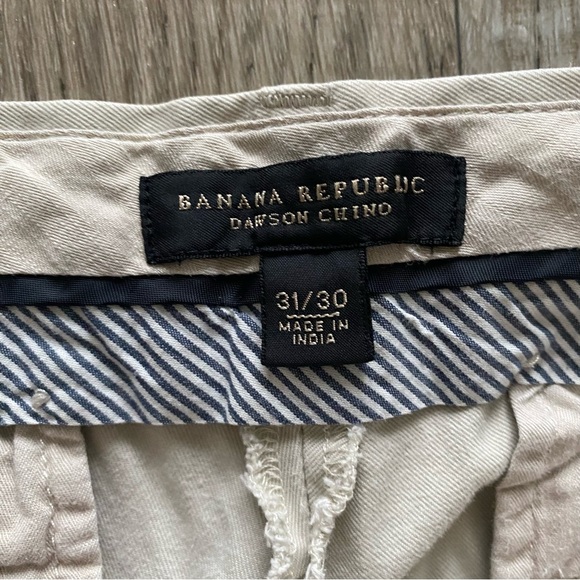 BANANA REPUBLIC
DAWSON CHINO
31/30
MADE IN
INDIA